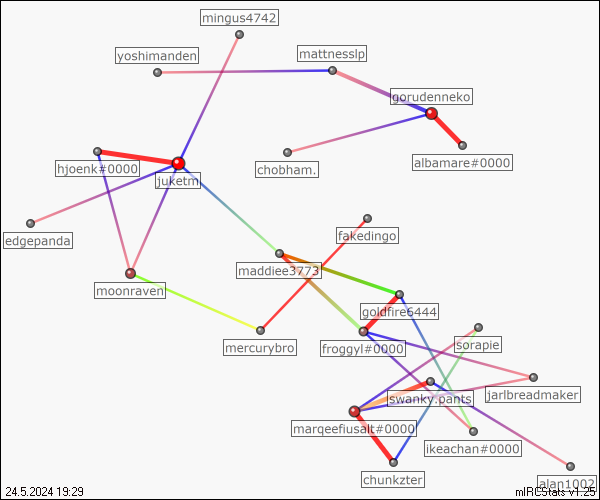 mingus4742
yoshimanden
mattnesslp
gorudenneko
albamare#0000
chobham.
hjoenk#0000
juketm
edgepanda
fakedingo
maddiee3773
moonraven
goldfire6444
mercurybro
froggyl#0000
sorapie
swanky.pants
jarlbreadmaker
marqeefiusalt#0000
ikeachan#0000
chunkzter
alan1002
24.5.2024 19:29
mIRCStats v1.25